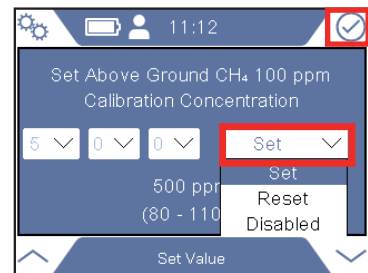 11:12
Set Above Ground CH₄ 100 ppm
Calibration Concentration
5 0 0 Set
Set
500 ppm
Reset
(80 - 110
Disabled
Set Value